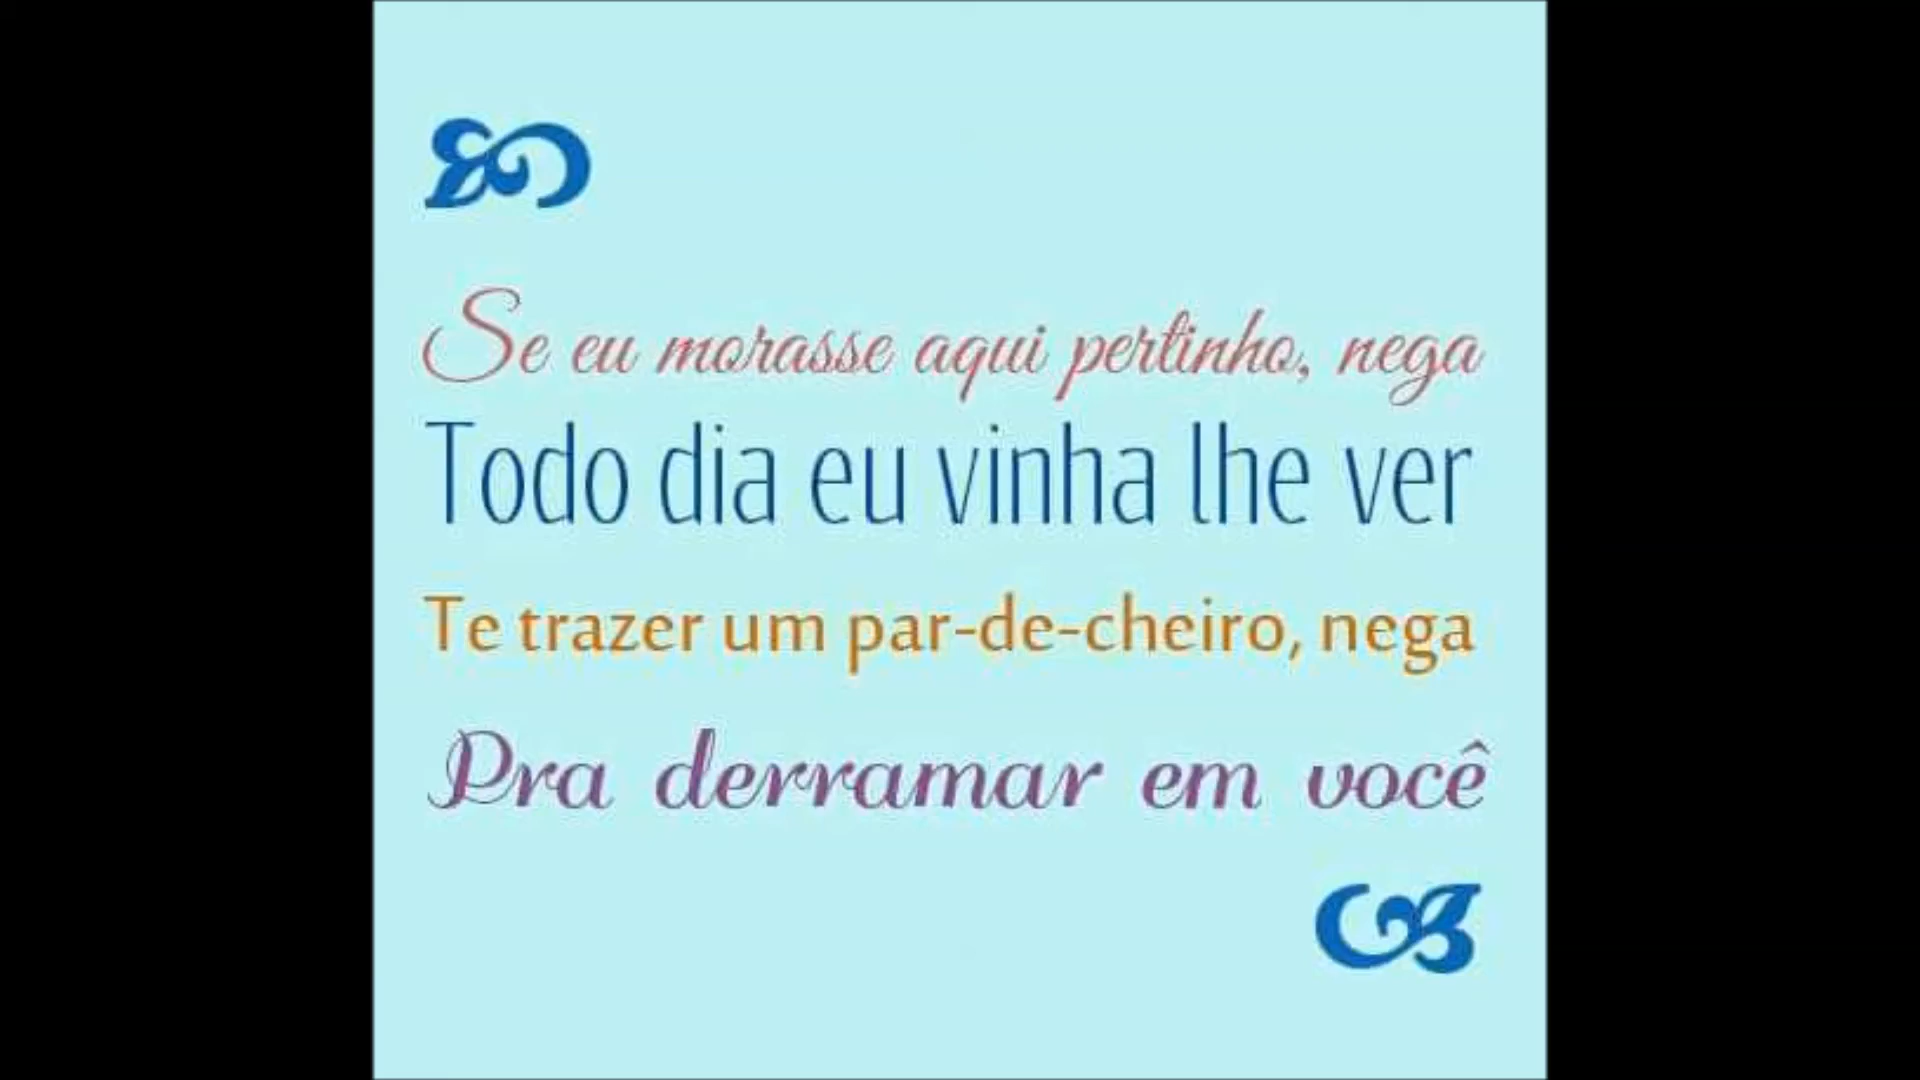 Se eu morasse aqui pertinho, nega
Todo dia eu vinha lhe ver
Te trazer um par-de-cheiro, nega
Pra derramar em você